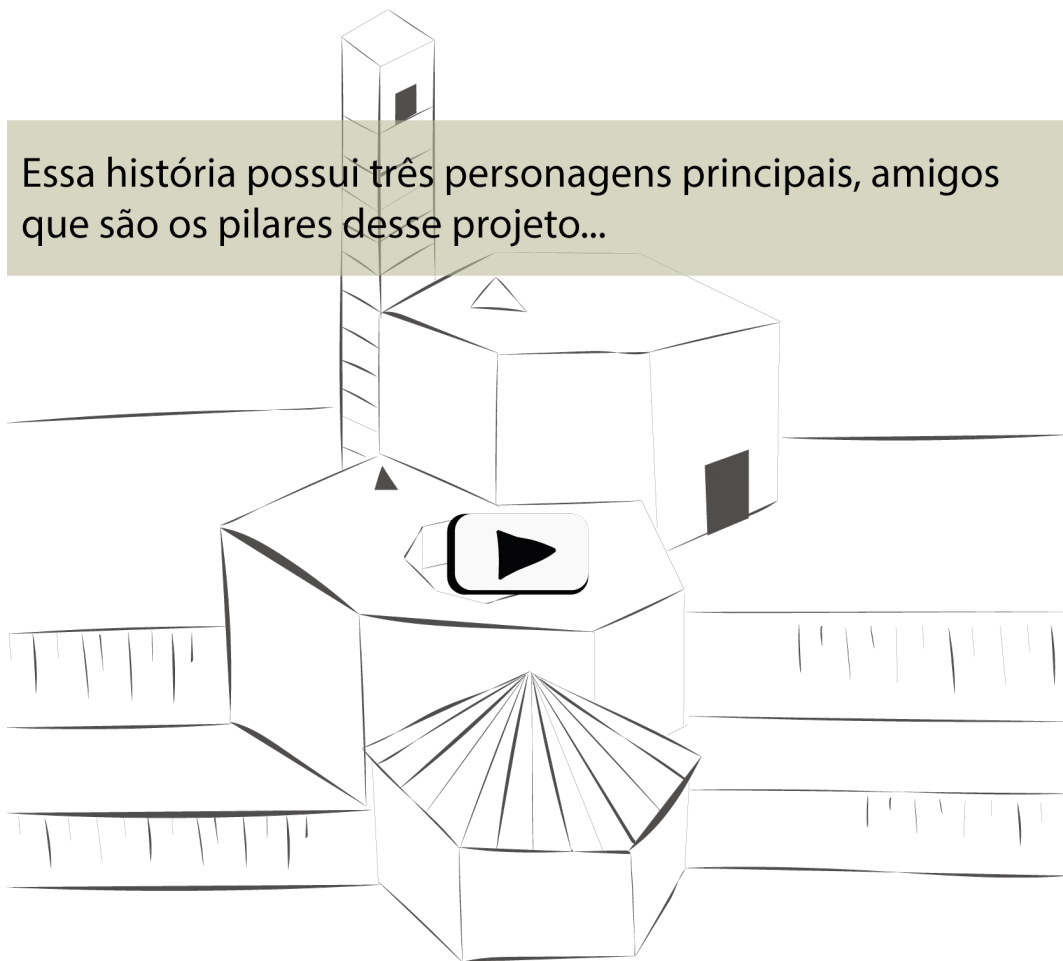 Essa história possui três personagens principais, amigos
que são os pilares desse projeto...